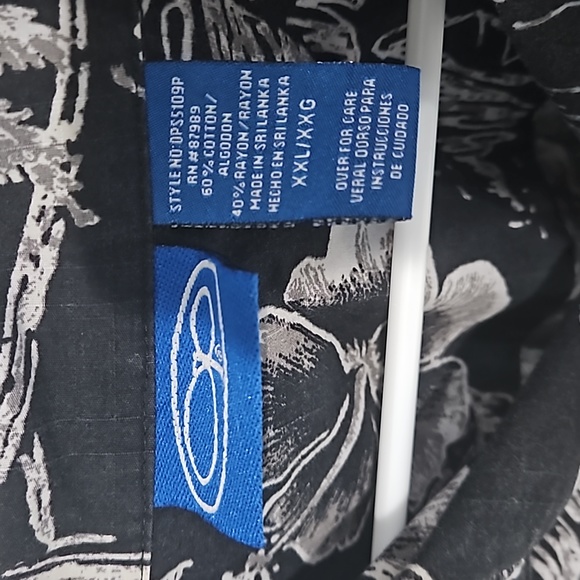 STYLE NO:OPS5109P
RN#87989
60% COTTON/
ALGODON
40% RAYON/RAYON
MADE IN SRI LANKA
HECHO EN SRI LANKA
XXL/XXG
OVER FOR CARE
VERAL DORSO PARA
INSTRUCCIONES
DE CUIDADO